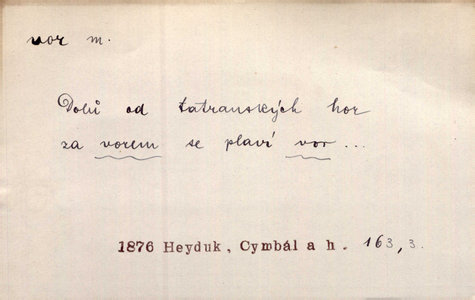 vor m.
Dolů od tatranských hor
za vorem se plaví vor...
1876 Heyduk, Cymbál a h. 163, 3.